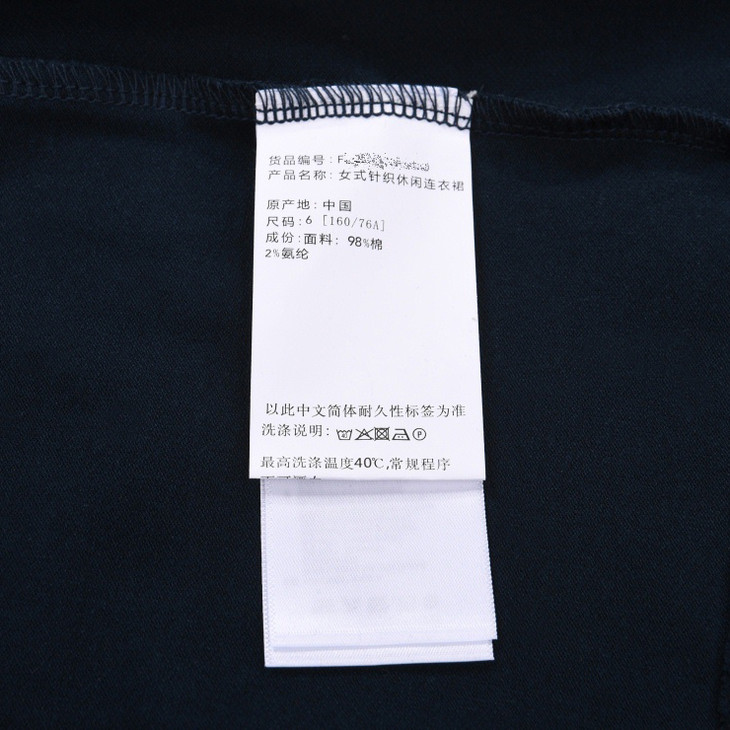 货品编号: F
产品名称: 女式针织休闲连衣裙
原产地: 中国
尺码: 6 [160/76A]
成份: 面料: 98%棉
2%氨纶
以此中文简体耐久性标签为准
洗涤说明:
最高洗涤温度40℃,常规程序